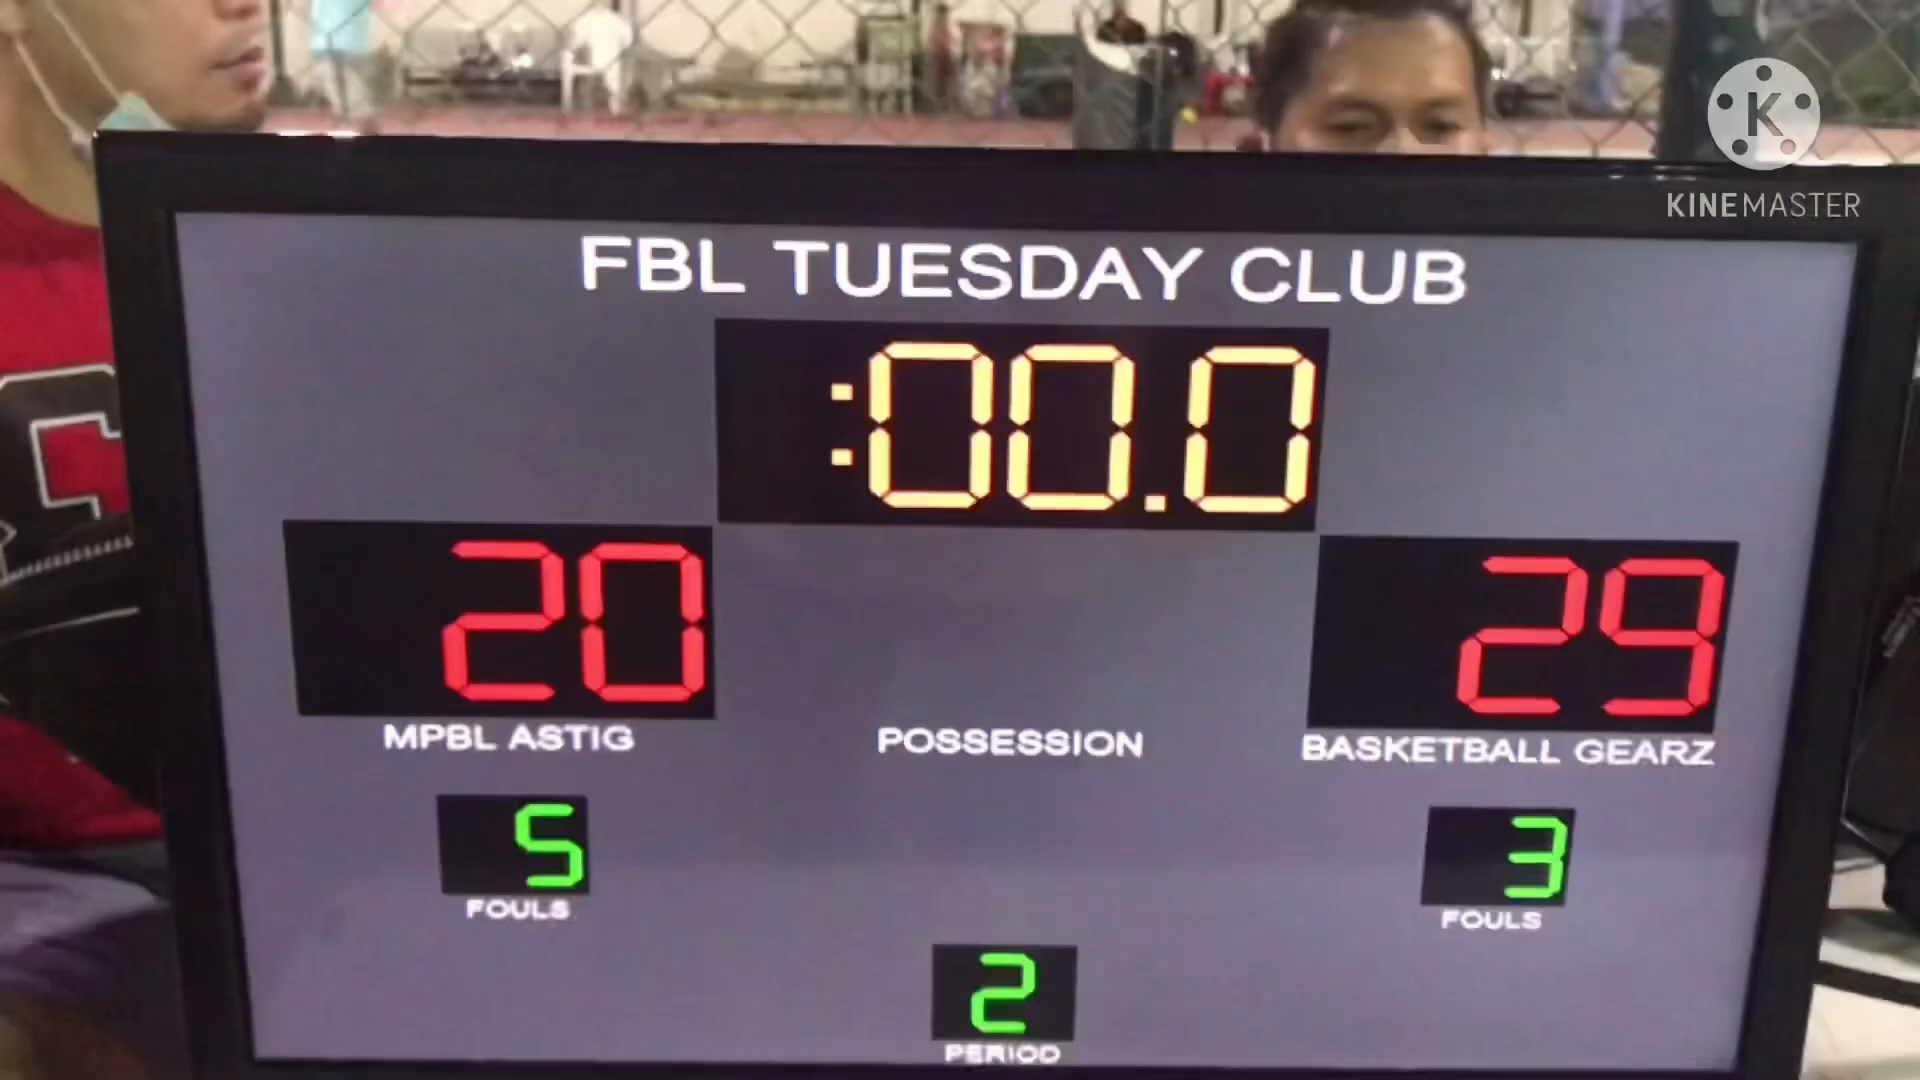 K
KINEMASTER
FBL TUESDAY CLUB
:00.0
20
29
MPBL ASTIG
POSSESSION
BASKETBALL GEARZ
5
3
FOULS
FOULS
2
PERIOD